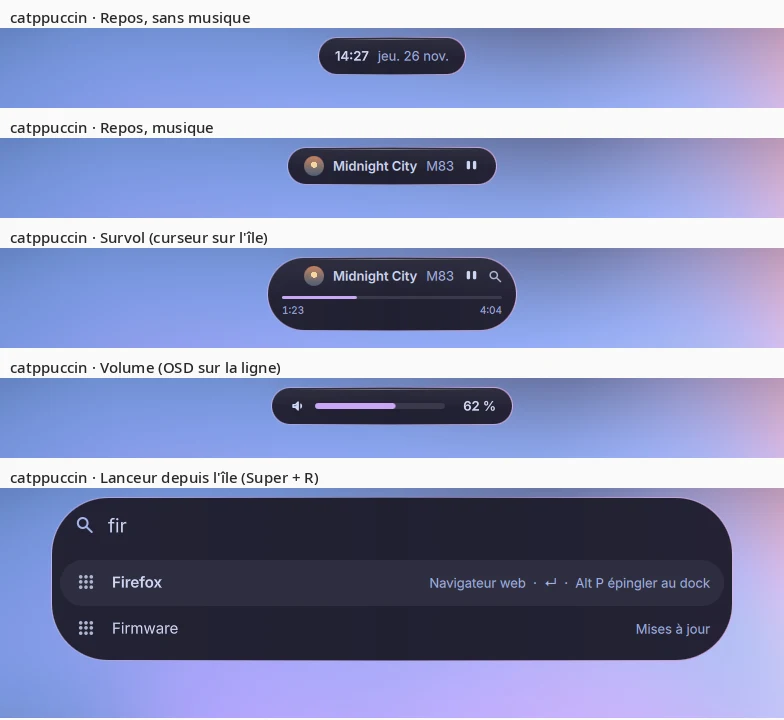 catppuccin · Repos, sans musique
14:27 jeu. 26 nov.
catppuccin · Repos, musique
Midnight City M83
catppuccin · Survol (curseur sur l'île)
Midnight City M83
1:23 4:04
catppuccin · Volume (OSD sur la ligne)
62 %
catppuccin · Lanceur depuis l'île (Super + R)
fir
Firefox Navigateur web · ↵ · Alt P épingler au dock
Firmware Mises à jour